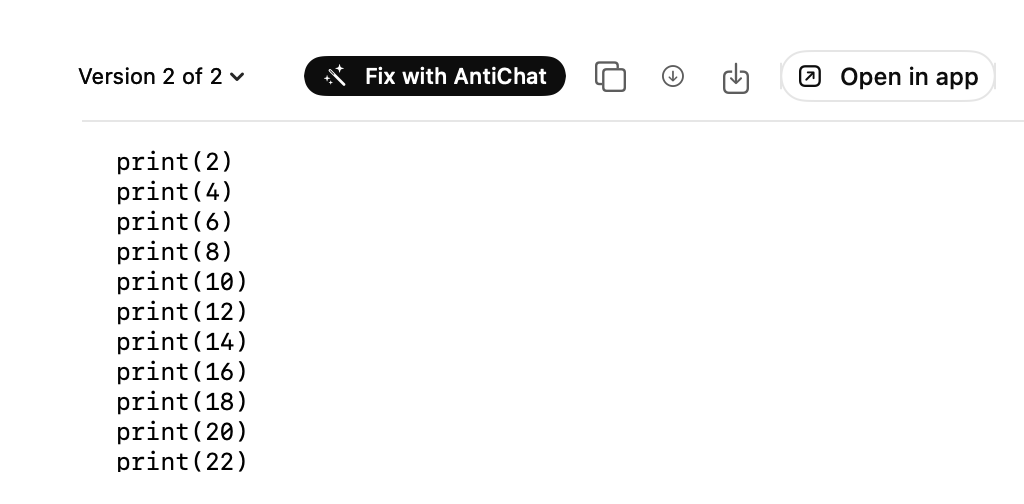 Version 2 of 2
Fix with AntiChat
Open in app
print(2)
print(4)
print(6)
print(8)
print(10)
print(12)
print(14)
print(16)
print(18)
print(20)
print(22)